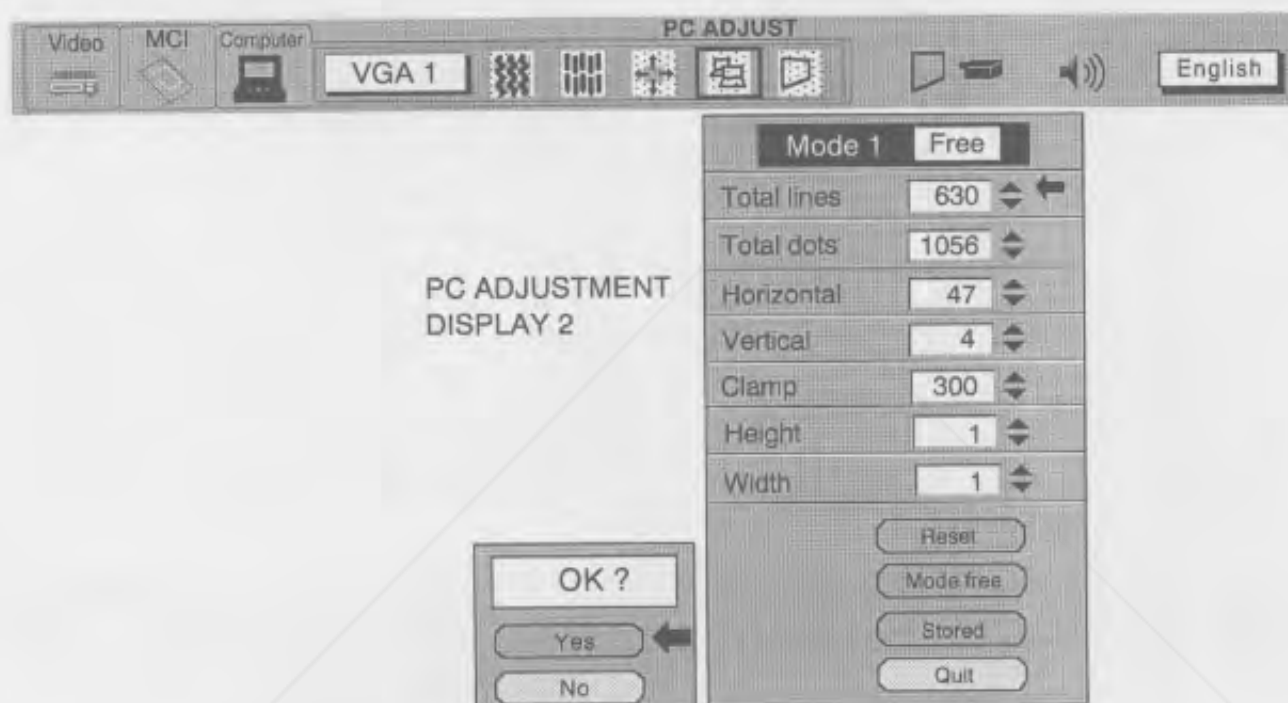 PC ADJUST
Video MCI Computer VGA 1 English
Mode 1 Free
Total lines 630
Total dots 1056
PC ADJUSTMENT
DISPLAY 2
Horizontal 47
Vertical 4
Clamp 300
Height 1
Width 1
Reset
Mode free
Stored
Quit
OK ?
Yes
No